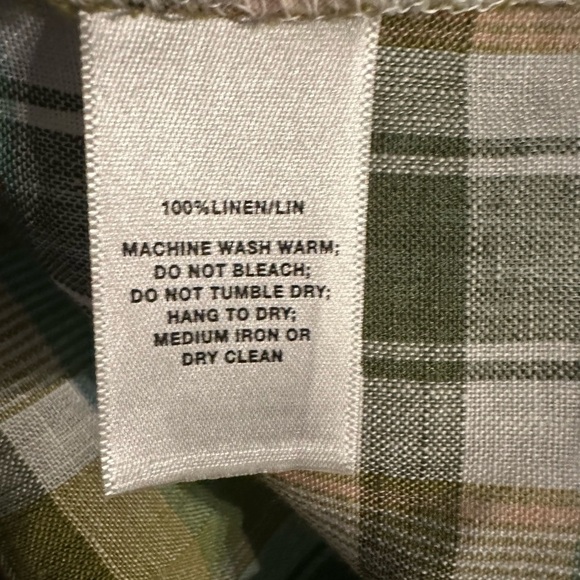 100%LINEN/LIN
MACHINE WASH WARM;
DO NOT BLEACH;
DO NOT TUMBLE DRY;
HANG TO DRY;
MEDIUM IRON OR
DRY CLEAN